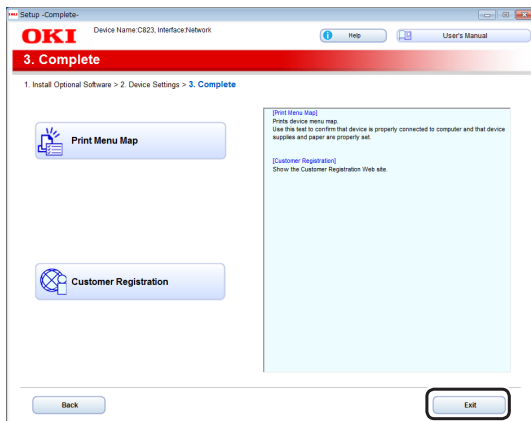 OKI Setup -Complete-
OKI
Device Name:C823, Interface:Network
Help
User's Manual
3. Complete
1. Install Optional Software > 2. Device Settings > 3. Complete
Print Menu Map
[Print Menu Map]
Prints device menu map.
Use this test to confirm that device is properly connected to computer and that device
supplies and paper are properly set.
[Customer Registration]
Show the Customer Registration Web site.
Customer Registration
Back
Exit